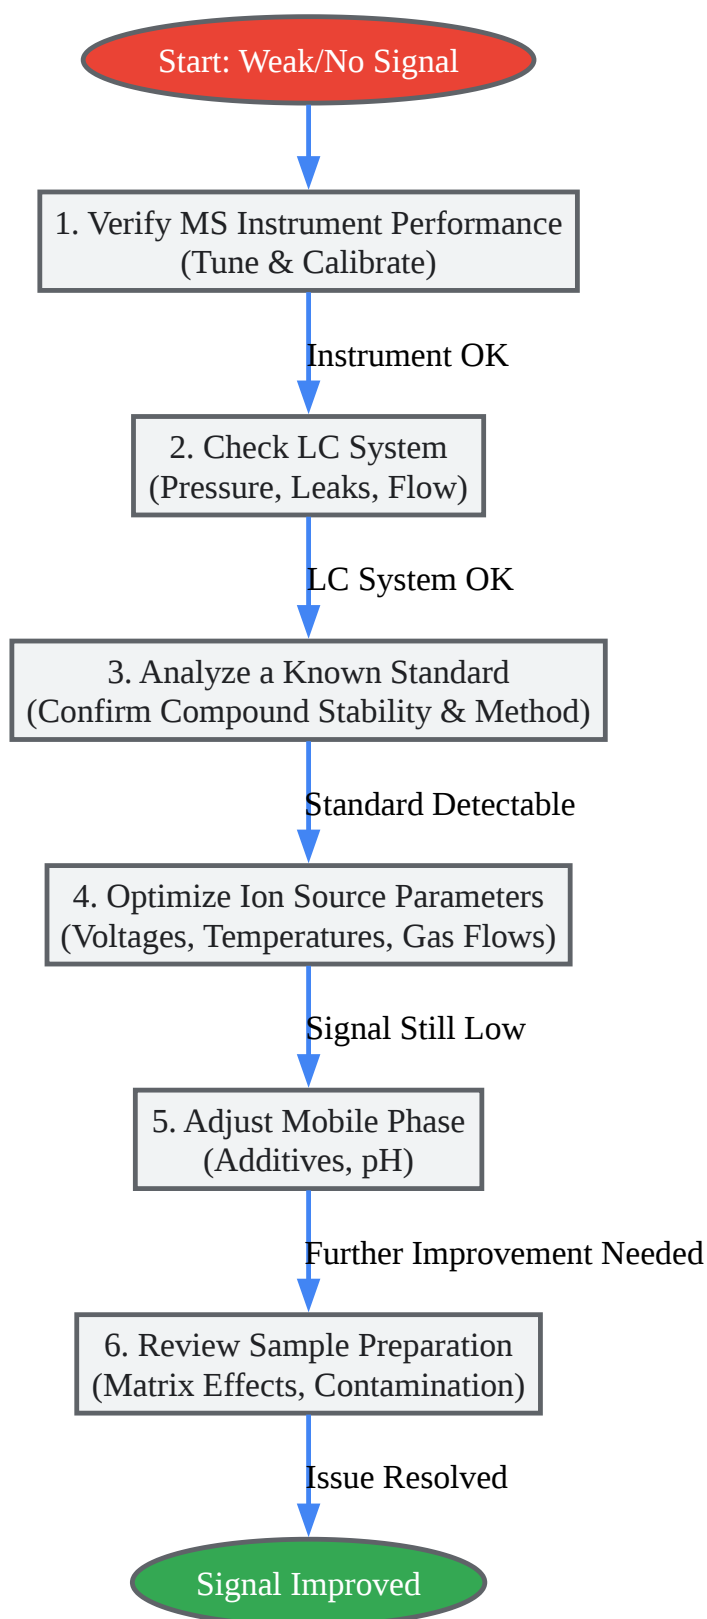 Start: Weak/No Signal
1. Verify MS Instrument Performance
(Tune & Calibrate)
Instrument OK
2. Check LC System
(Pressure, Leaks, Flow)
LC System OK
3. Analyze a Known Standard
(Confirm Compound Stability & Method)
Standard Detectable
4. Optimize Ion Source Parameters
(Voltages, Temperatures, Gas Flows)
Signal Still Low
5. Adjust Mobile Phase
(Additives, pH)
Further Improvement Needed
6. Review Sample Preparation
(Matrix Effects, Contamination)
Issue Resolved
Signal Improved